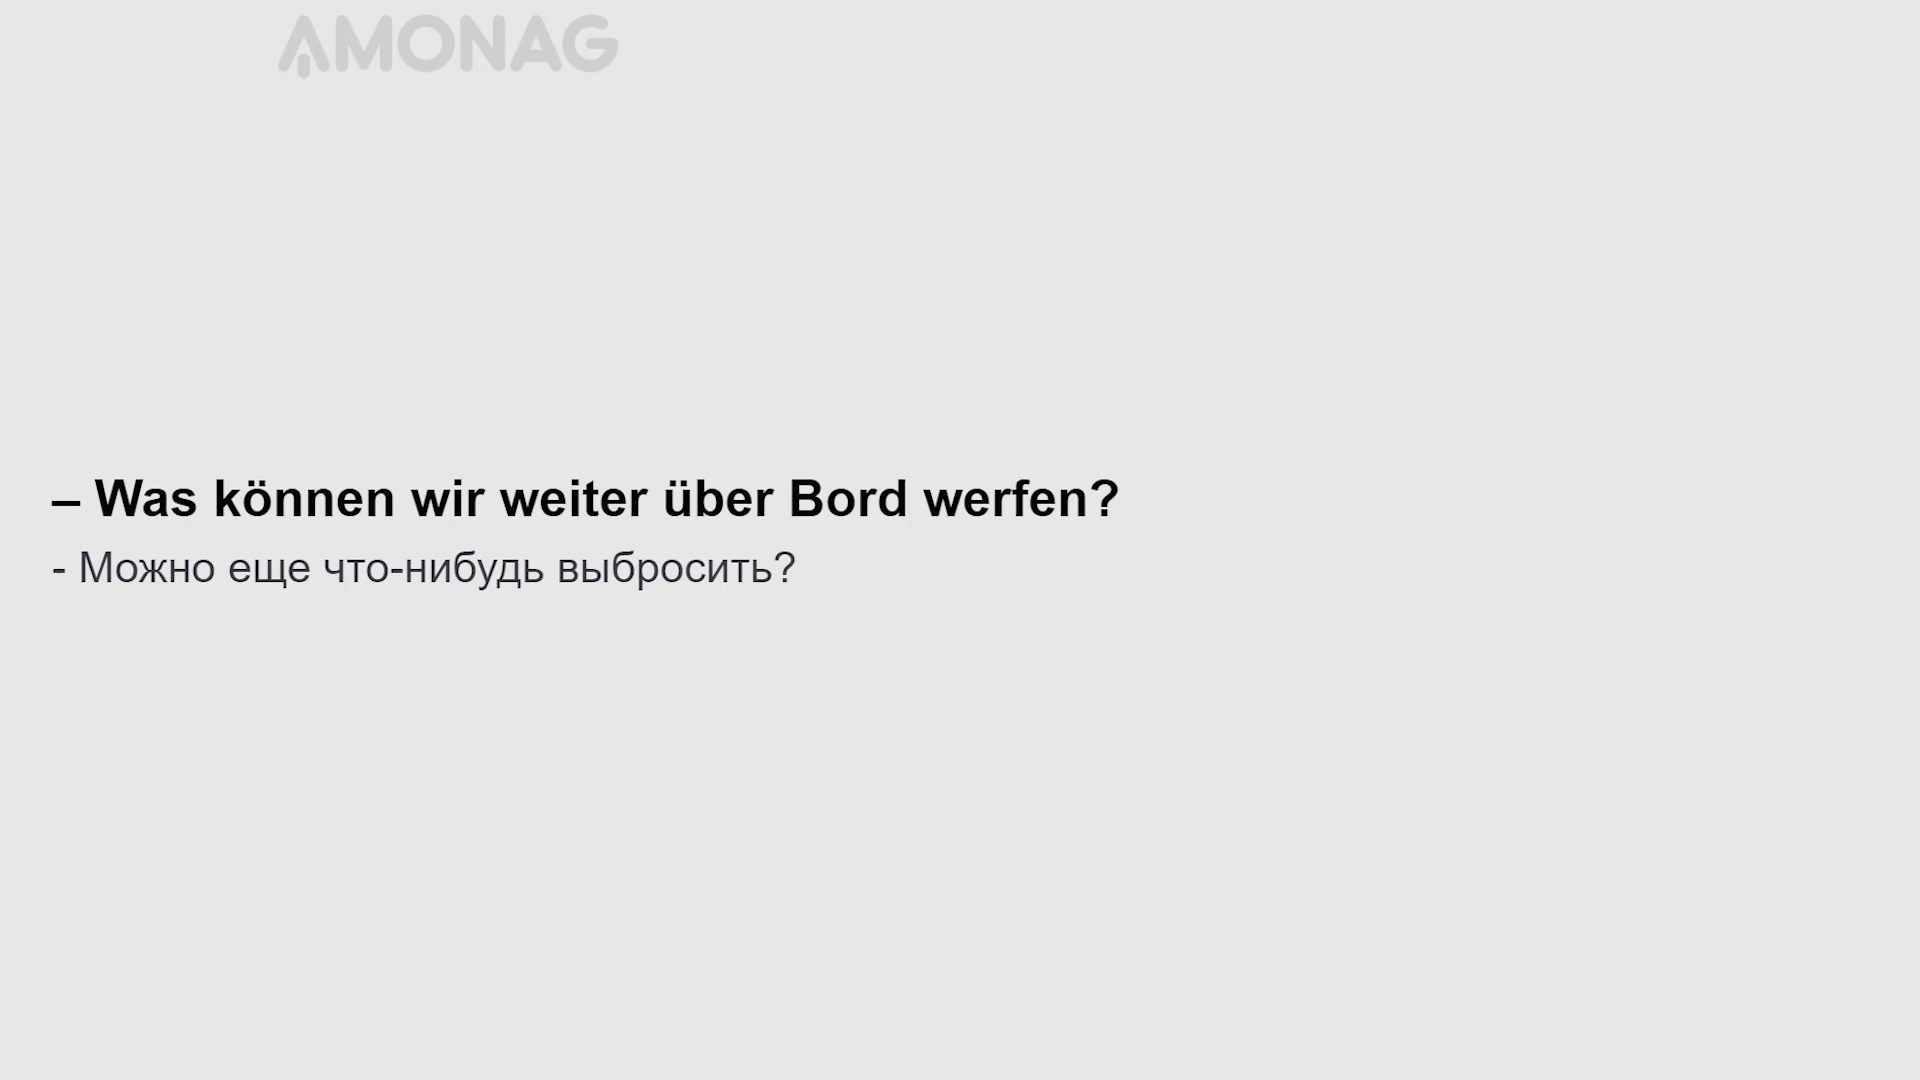 AMONAG
– Was können wir weiter über Bord werfen?
- Можно еще что-нибудь выбросить?